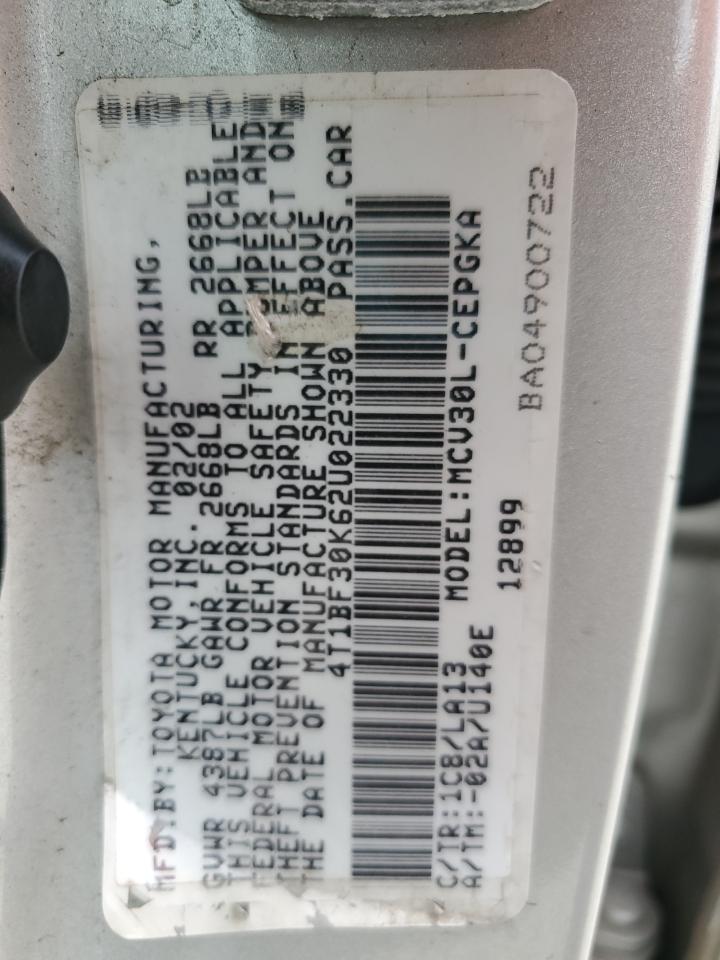 MFD.BY:TOYOTA MOTOR MANUFACTURING,
KENTUCKY, INC. 02/02
GVWR 4387LB GAWR FR 2668LB RR 2668LB
THIS VEHICLE CONFORMS TO ALL APPLICABLE
FEDERAL MOTOR VEHICLE SAFETY, BUMPER AND
THEFT PREVENTION STANDARDS IN EFFECT ON
THE DATE OF MANUFACTURE SHOWN ABOVE
4T1BF30K62U022330 PASS.CAR
C/TR:1C8/LA13 MODEL:MCV30L-CEPGKA
A/TM:-02A/U140E
12899 BA04900722